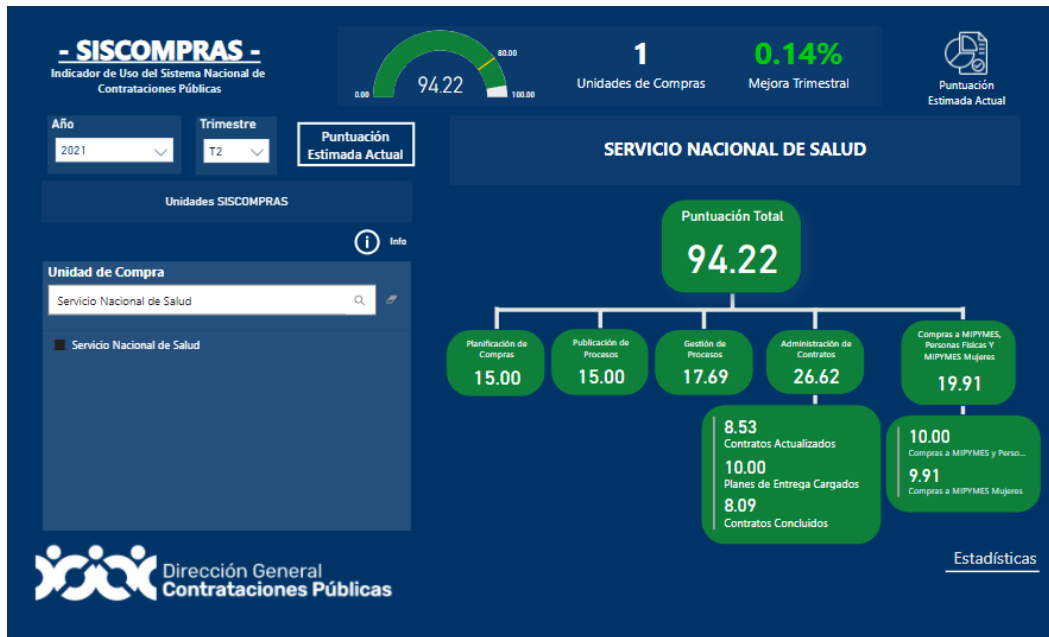 - SISCOMPRAS -
Indicador de Uso del Sistema Nacional de
Contrataciones Públicas
0.00
94.22
80.00
100.00
1
Unidades de Compras
0.14%
Mejora Trimestral
Puntuación
Estimada Actual
Año
2021
Trimestre
T2
Puntuación
Estimada Actual
SERVICIO NACIONAL DE SALUD
Unidades SISCOMPRAS
Info
Unidad de Compra
Servicio Nacional de Salud
Servicio Nacional de Salud
Puntuación Total
94.22
Planificación de
Compras
15.00
Publicación de
Procesos
15.00
Gestión de
Procesos
17.69
Administración de
Contratos
26.62
Compras a MIPYMES,
Personas Físicas Y
MIPYMES Mujeres
19.91
8.53
Contratos Actualizados
10.00
Planes de Entrega Cargados
8.09
Contratos Concluidos
10.00
Compras a MIPYMES y Perso...
9.91
Compras a MIPYMES Mujeres
Dirección General
Contrataciones Públicas
Estadísticas